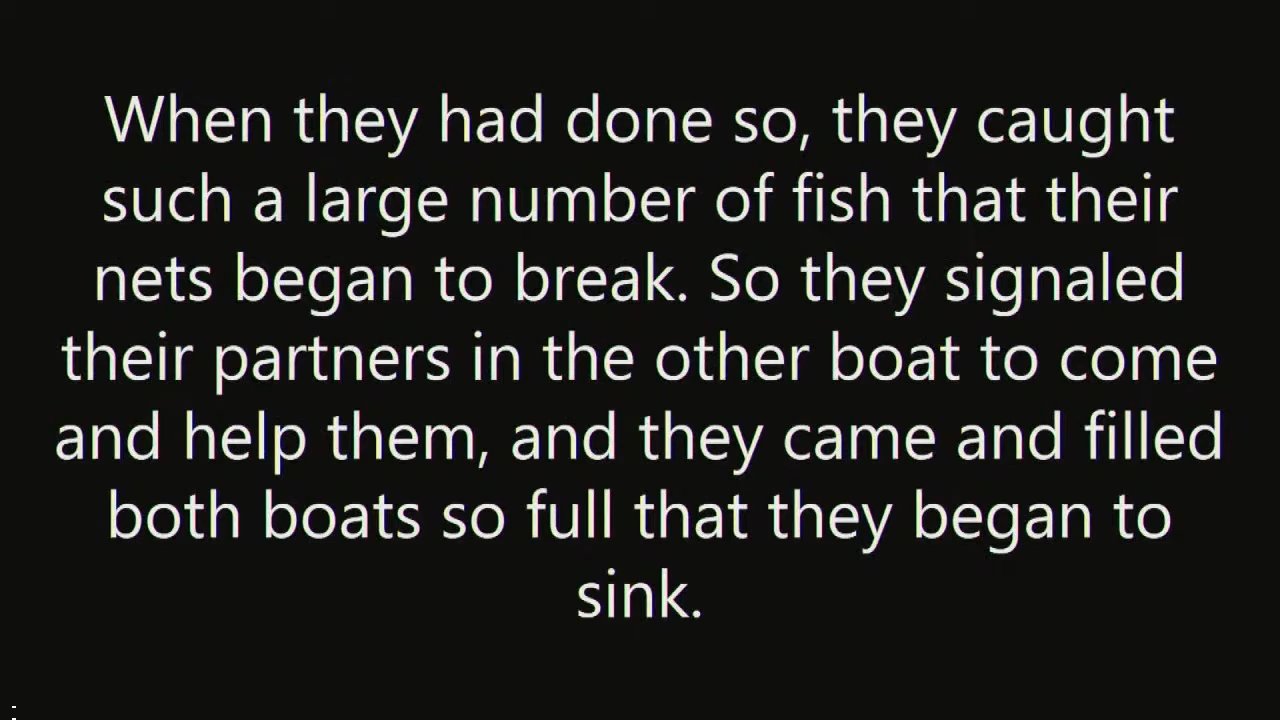 When they had done so, they caught
such a large number of fish that their
nets began to break. So they signaled
their partners in the other boat to come
and help them, and they came and filled
both boats so full that they began to
sink.